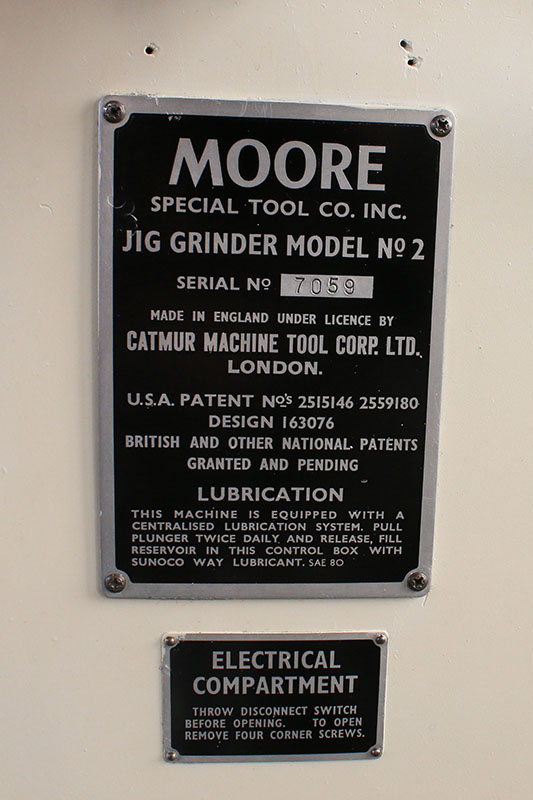 MOORE
SPECIAL TOOL CO. INC.
JIG GRINDER MODEL Nº 2
SERIAL Nº 7059
MADE IN ENGLAND UNDER LICENCE BY
CATMUR MACHINE TOOL CORP. LTD.
LONDON.
U.S.A. PATENT Nº's 2515146 2559180
DESIGN 163076
BRITISH AND OTHER NATIONAL PATENTS
GRANTED AND PENDING
LUBRICATION
THIS MACHINE IS EQUIPPED WITH A
CENTRALISED LUBRICATION SYSTEM. PULL
PLUNGER TWICE DAILY AND RELEASE, FILL
RESERVOIR IN THIS CONTROL BOX WITH
SUNOCO WAY LUBRICANT. SAE 80
ELECTRICAL
COMPARTMENT
THROW DISCONNECT SWITCH
BEFORE OPENING. TO OPEN
REMOVE FOUR CORNER SCREWS.